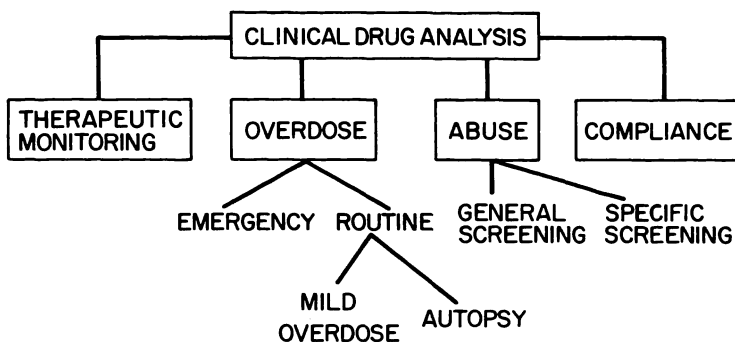 CLINICAL DRUG ANALYSIS
THERAPEUTIC
MONITORING
OVERDOSE
ABUSE
COMPLIANCE
EMERGENCY
ROUTINE
GENERAL
SCREENING
SPECIFIC
SCREENING
MILD
OVERDOSE
AUTOPSY